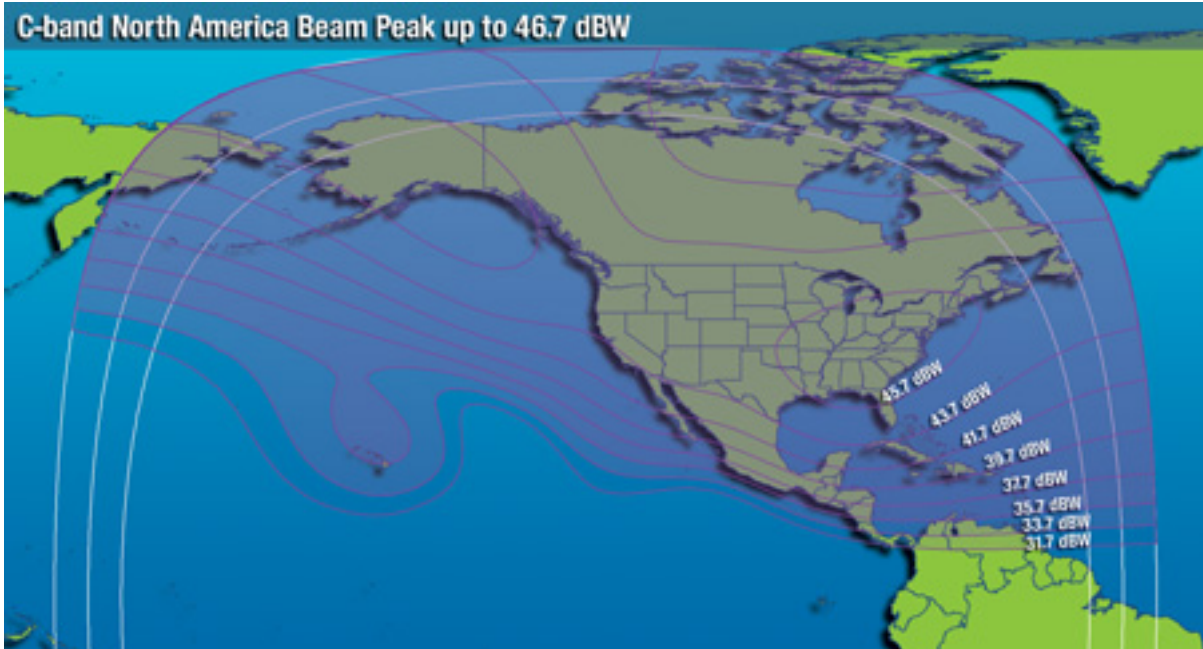 C-band North America Beam Peak up to 46.7 dBW
45.7 dBW
43.7 dBW
41.7 dBW
39.7 dBW
37.7 dBW
35.7 dBW
33.7 dBW
31.7 dBW